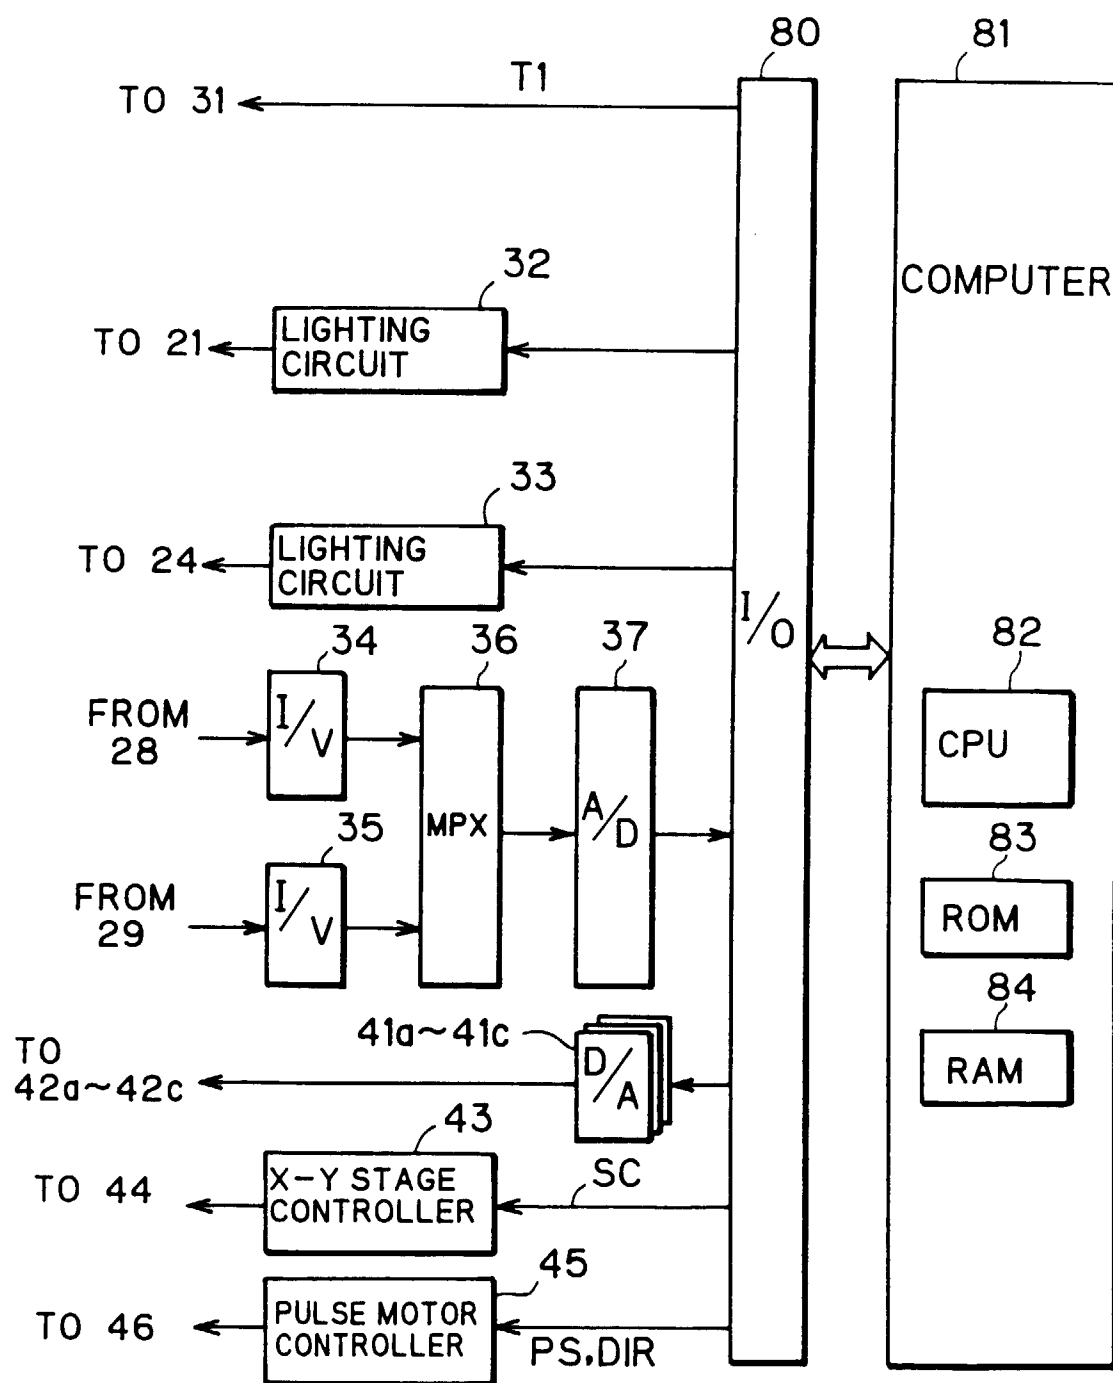 80
81
T1
TO 31
32
COMPUTER
LIGHTING
CIRCUIT
TO 21
33
LIGHTING
CIRCUIT
TO 24
I/O
34
36
37
82
I/V
FROM
28
CPU
MPX
A/D
35
83
I/V
FROM
29
ROM
84
41a~41c
D/A
TO
42a~42c
RAM
43
X-Y STAGE
CONTROLLER
SC
TO 44
45
PULSE MOTOR
CONTROLLER
TO 46
PS.DIR